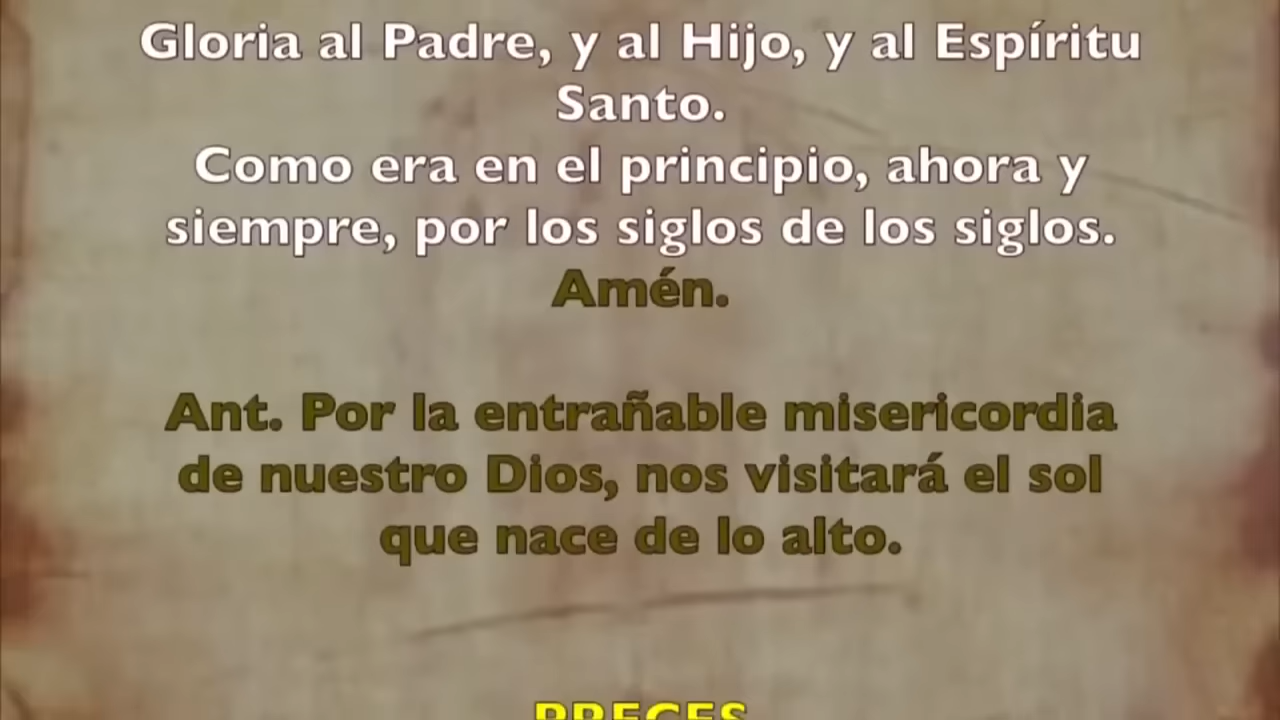 Gloria al Padre, y al Hijo, y al Espíritu
Santo.
Como era en el principio, ahora y
siempre, por los siglos de los siglos.
Amén.
Ant. Por la entrañable misericordia
de nuestro Dios, nos visitará el sol
que nace de lo alto.
PRECES